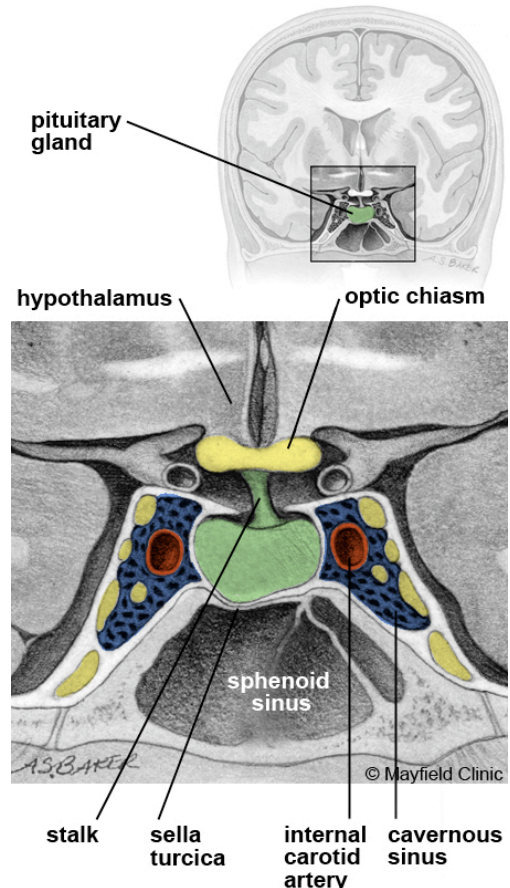 pituitary
gland
A.S.BAKER
hypothalamus
optic chiasm
sphenoid
sinus
A.S.BAKER
© Mayfield Clinic
stalk
sella
turcica
internal
carotid
artery
cavernous
sinus